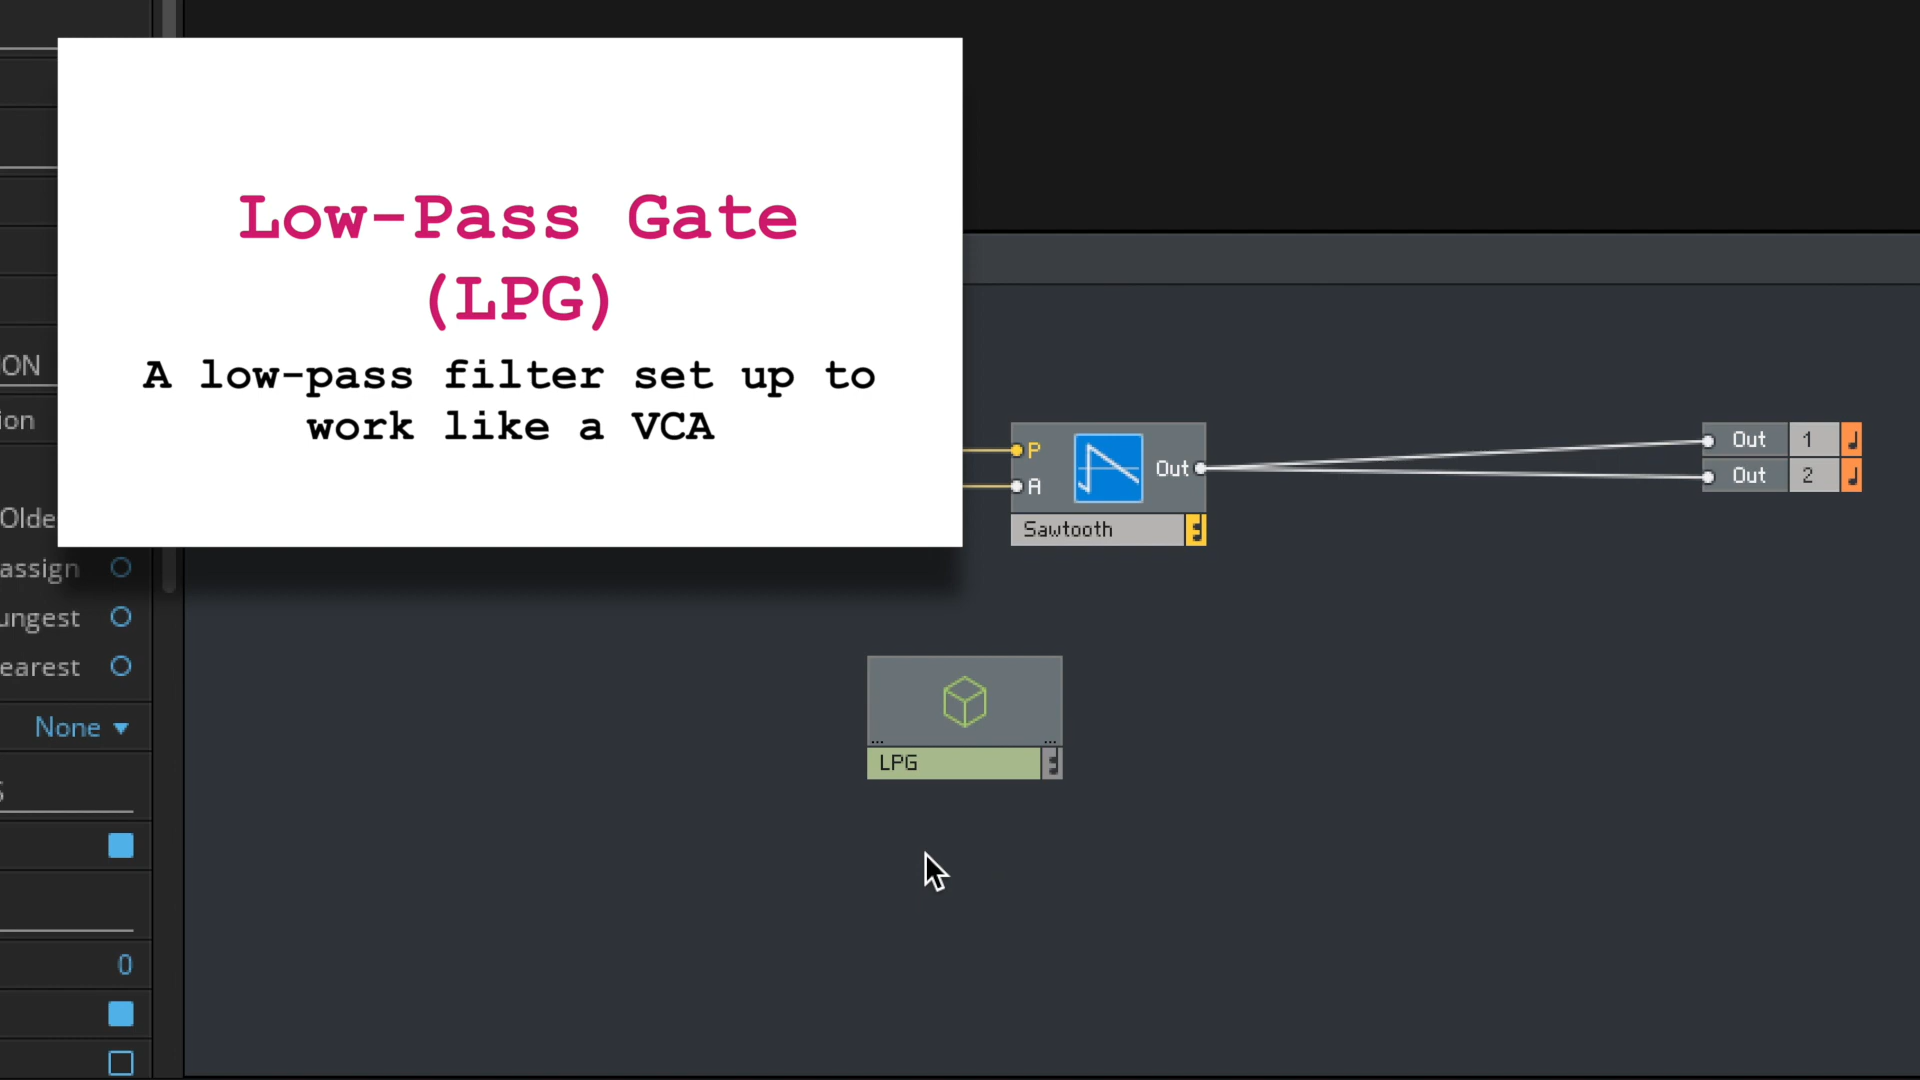 Low-Pass Gate
(LPG)
A low-pass filter set up to
work like a VCA
ON
ion
Olde
assign
ungest
earest
None
S
0
P
A
Out
Sawtooth
Out 1
Out 2
LPG